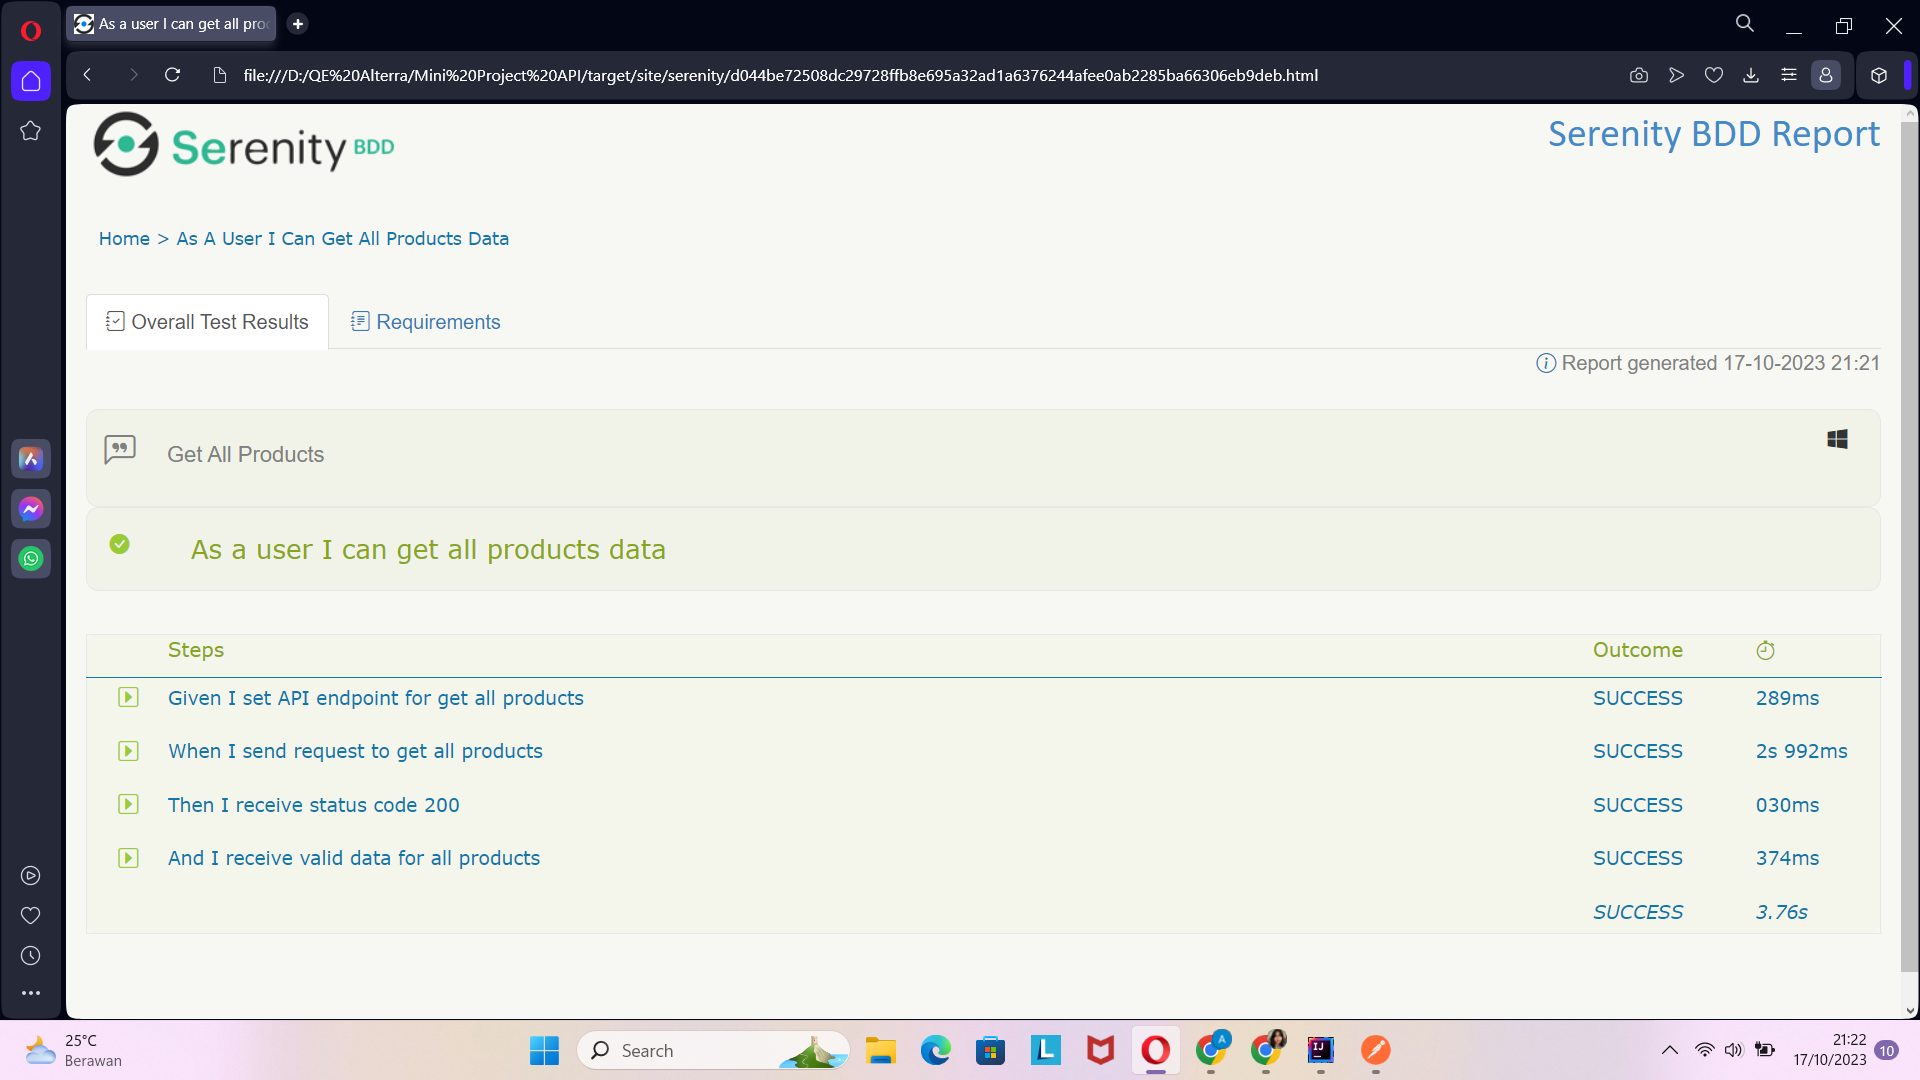 As a user I can get all pro
file:///D:/QE%20Alterra/Mini%20Project%20API/target/site/serenity/d044be72508dc29728ffb8e695a32ad1a6376244afee0ab2285ba66306eb9deb.html
Serenity BDD
Serenity BDD Report
Home > As A User I Can Get All Products Data
Overall Test Results
Requirements
Report generated 17-10-2023 21:21
Get All Products
As a user I can get all products data
Steps Outcome
Given I set API endpoint for get all products SUCCESS 289ms
When I send request to get all products SUCCESS 2s 992ms
Then I receive status code 200 SUCCESS 030ms
And I receive valid data for all products SUCCESS 374ms
SUCCESS 3.76s
25°C
Berawan
Search
L
A
IJ
21:22
17/10/2023
10